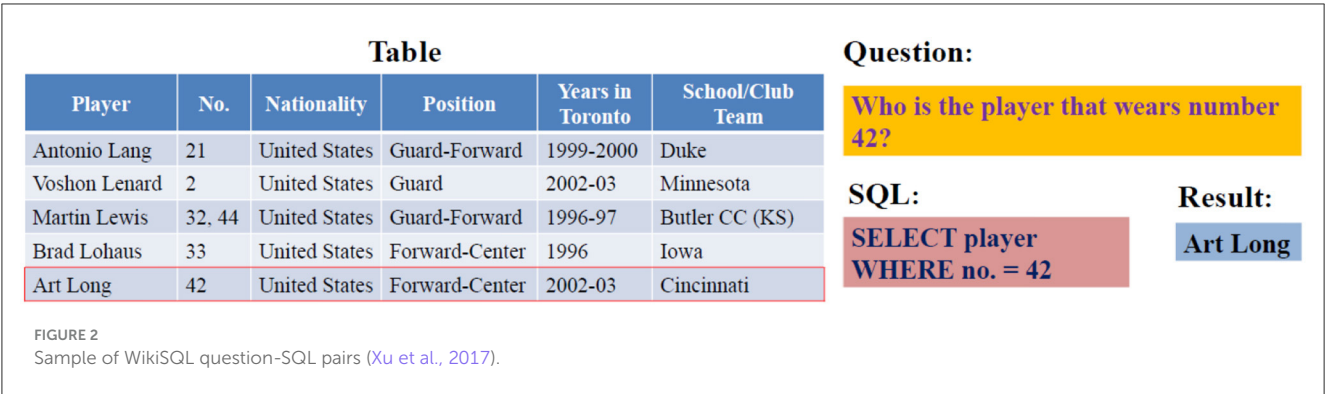 Table
Player No. Nationality Position Years in Toronto School/Club Team
Antonio Lang 21 United States Guard-Forward 1999-2000 Duke
Voshon Lenard 2 United States Guard 2002-03 Minnesota
Martin Lewis 32, 44 United States Guard-Forward 1996-97 Butler CC (KS)
Brad Lohaus 33 United States Forward-Center 1996 Iowa
Art Long 42 United States Forward-Center 2002-03 Cincinnati
Question:
Who is the player that wears number
42?
SQL:
SELECT player
WHERE no. = 42
Result:
Art Long
FIGURE 2
Sample of WikiSQL question-SQL pairs (Xu et al., 2017).